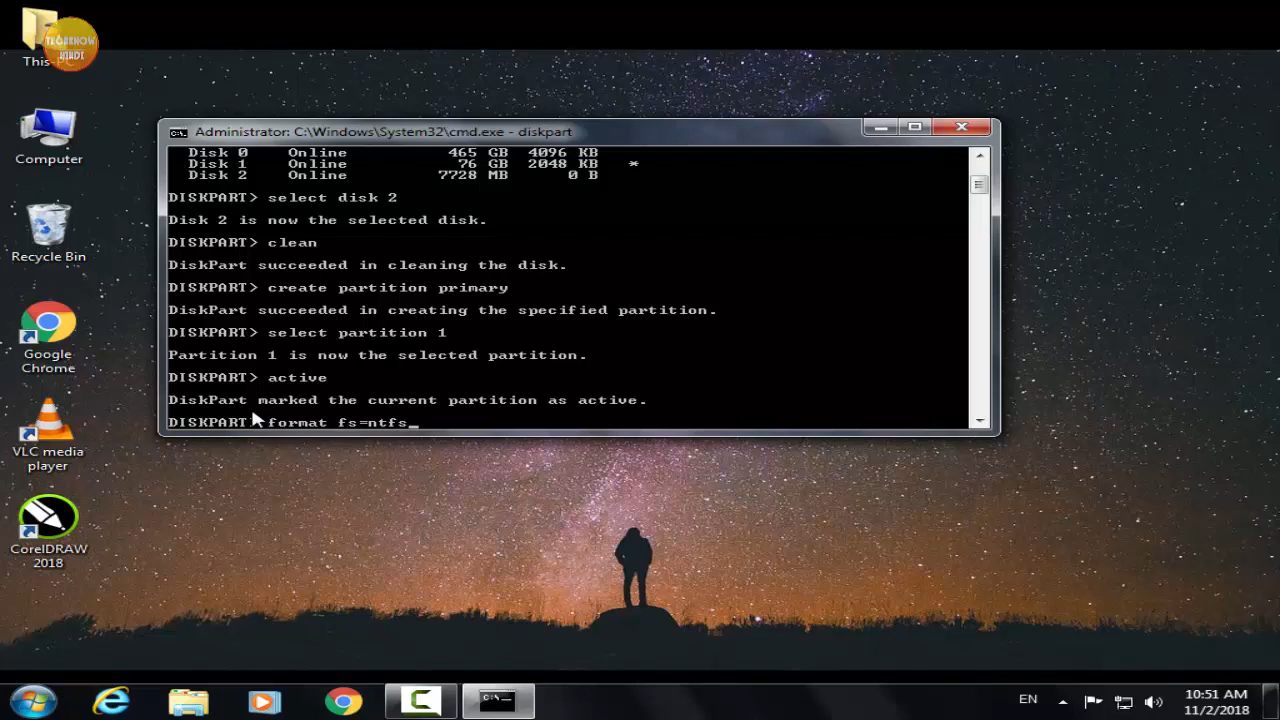 TECHKNOW
HINDI
This-PC
Computer
Recycle Bin
Google
Chrome
VLC media
player
CorelDRAW
2018
Administrator: C:\Windows\System32\cmd.exe - diskpart
Disk 0 Online 465 GB 4096 KB
Disk 1 Online 76 GB 2048 KB *
Disk 2 Online 7728 MB 0 B
DISKPART> select disk 2
Disk 2 is now the selected disk.
DISKPART> clean
DiskPart succeeded in cleaning the disk.
DISKPART> create partition primary
DiskPart succeeded in creating the specified partition.
DISKPART> select partition 1
Partition 1 is now the selected partition.
DISKPART> active
DiskPart marked the current partition as active.
DISKPART> format fs=ntfs_
EN
10:51 AM
11/2/2018